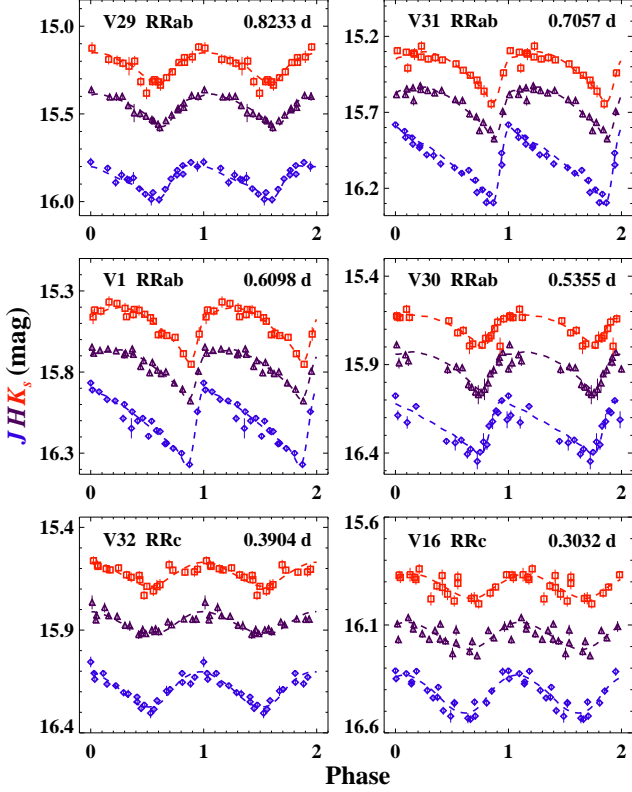 V29 RRab 0.8233 d
V31 RRab 0.7057 d
15.0
15.5
16.0
15.2
15.7
16.2
0 1 2
0 1 2
V1 RRab 0.6098 d
V30 RRab 0.5355 d
15.3
15.8
16.3
15.4
15.9
16.4
0 1 2
0 1 2
V32 RRc 0.3904 d
V16 RRc 0.3032 d
15.4
15.9
16.4
15.6
16.1
16.6
0 1 2
0 1 2
JHKs (mag)
Phase